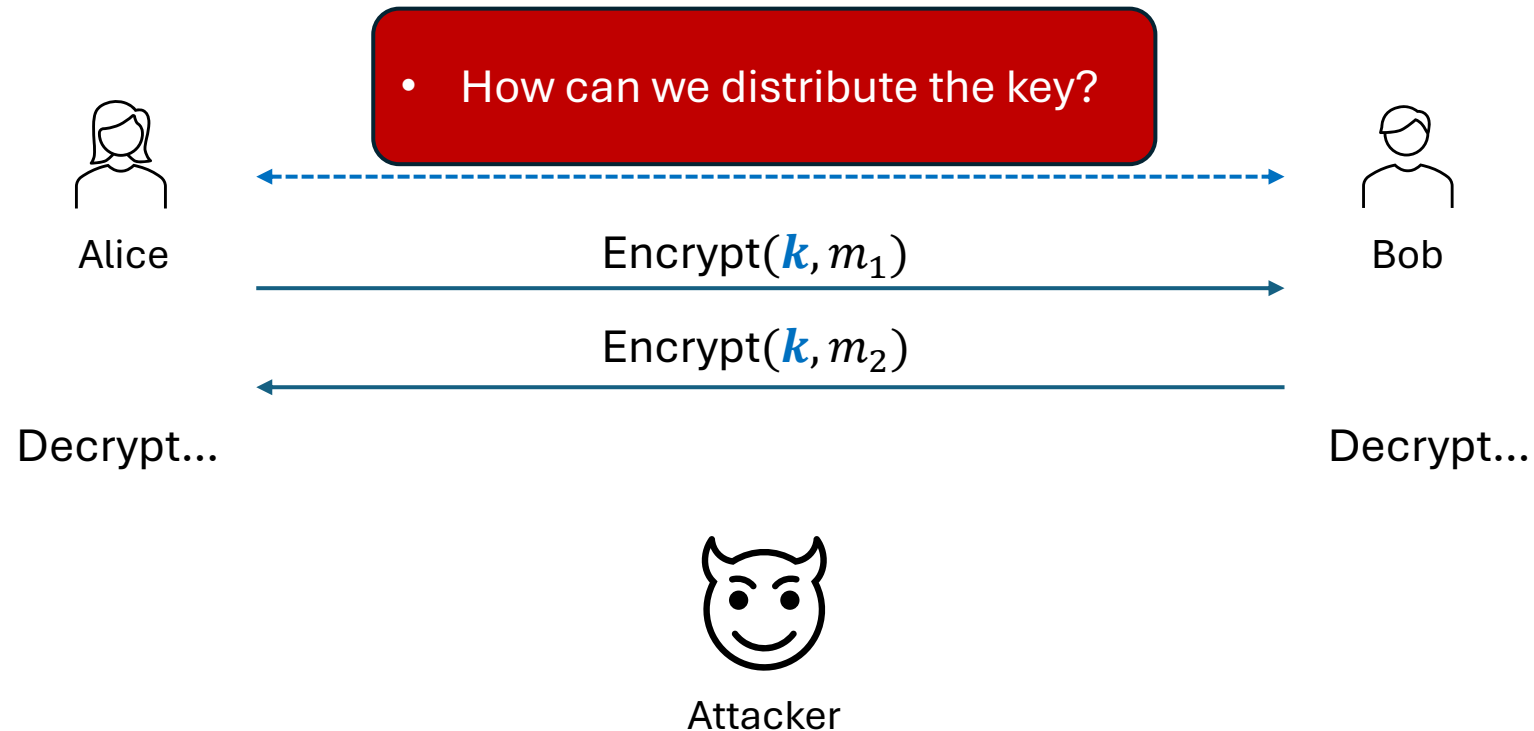 • How can we distribute the key?
Alice
Bob
Encrypt(𝒌, 𝑚₁)
Encrypt(𝒌, 𝑚₂)
Decrypt...
Decrypt...
Attacker